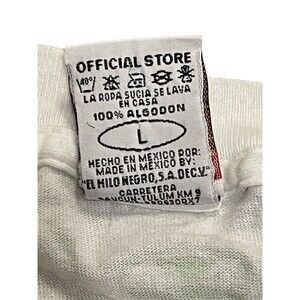 OFFICIAL STORE
40°
LA ROPA SUCIA SE LAVA
EN CASA
100% ALGODON
L
HECHO EN MEXICO POR:
MADE IN MEXICO BY:
"EL HILO NEGRO, S.A. DE C.V."
CARRETERA
CANCUN-TULUM KM 9